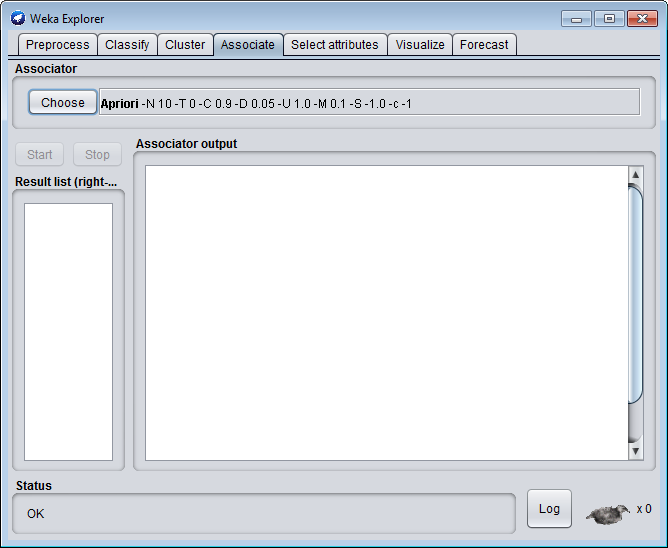 Weka Explorer
Preprocess Classify Cluster Associate Select attributes Visualize Forecast
Associator
Choose Apriori -N 10 -T 0 -C 0.9 -D 0.05 -U 1.0 -M 0.1 -S -1.0 -c -1
Start Stop Associator output
Result list (right-...
Status
OK
Log x 0